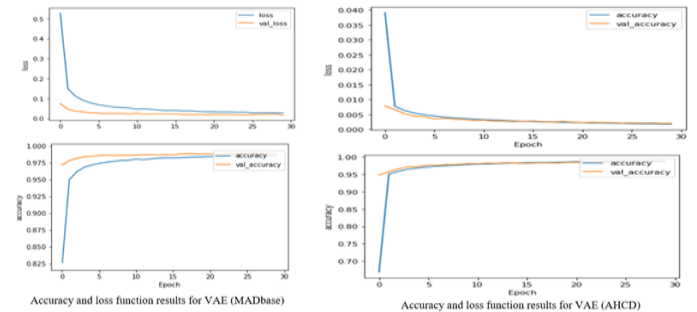 loss
val_loss
loss
0.5
0.4
0.3
0.2
0.1
0.0
0 5 10 15 20 25 30
accuracy
val_accuracy
accuracy
1.000
0.975
0.950
0.925
0.900
0.875
0.850
0.825
0 5 10 15 20 25 30
Epoch
Accuracy and loss function results for VAE (MADbase)
accuracy
val_accuracy
loss
0.040
0.035
0.030
0.025
0.020
0.015
0.010
0.005
0.000
0 5 10 15 20 25 30
Epoch
accuracy
val_accuracy
accuracy
1.00
0.95
0.90
0.85
0.80
0.75
0.70
0 5 10 15 20 25 30
Epoch
Accuracy and loss function results for VAE (AHCD)